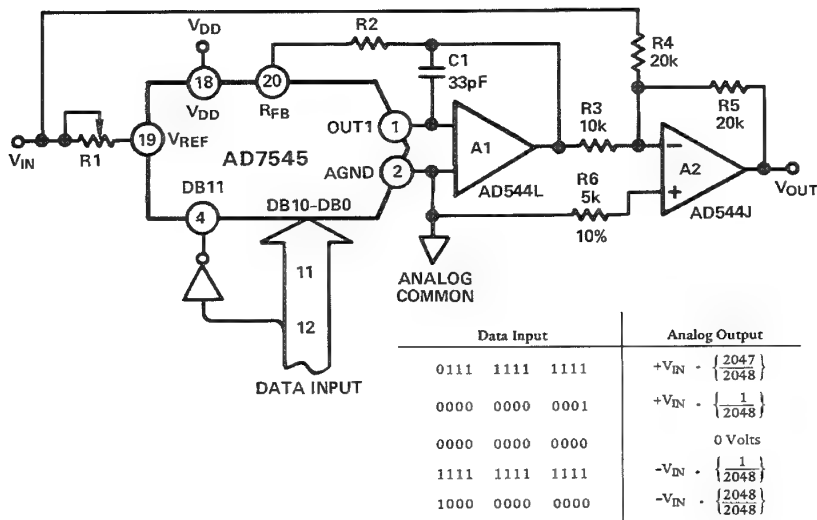 VDD
R2
C1
33pF
R4
20k
R5
20k
18
VDD
20
RFB
VIN
R1
19
VREF
AD7545
OUT1
1
AGND
2
A1
AD544L
R3
10k
−
A2
+
AD544J
VOUT
R6
5k
10%
DB11
4
DB10–DB0
11
12
DATA INPUT
ANALOG
COMMON
Data Input Analog Output
0111 1111 1111 +VIN · {2047/2048}
0000 0000 0001 +VIN · {1/2048}
0000 0000 0000 0 Volts
1111 1111 1111 −VIN · {1/2048}
1000 0000 0000 −VIN · {2048/2048}